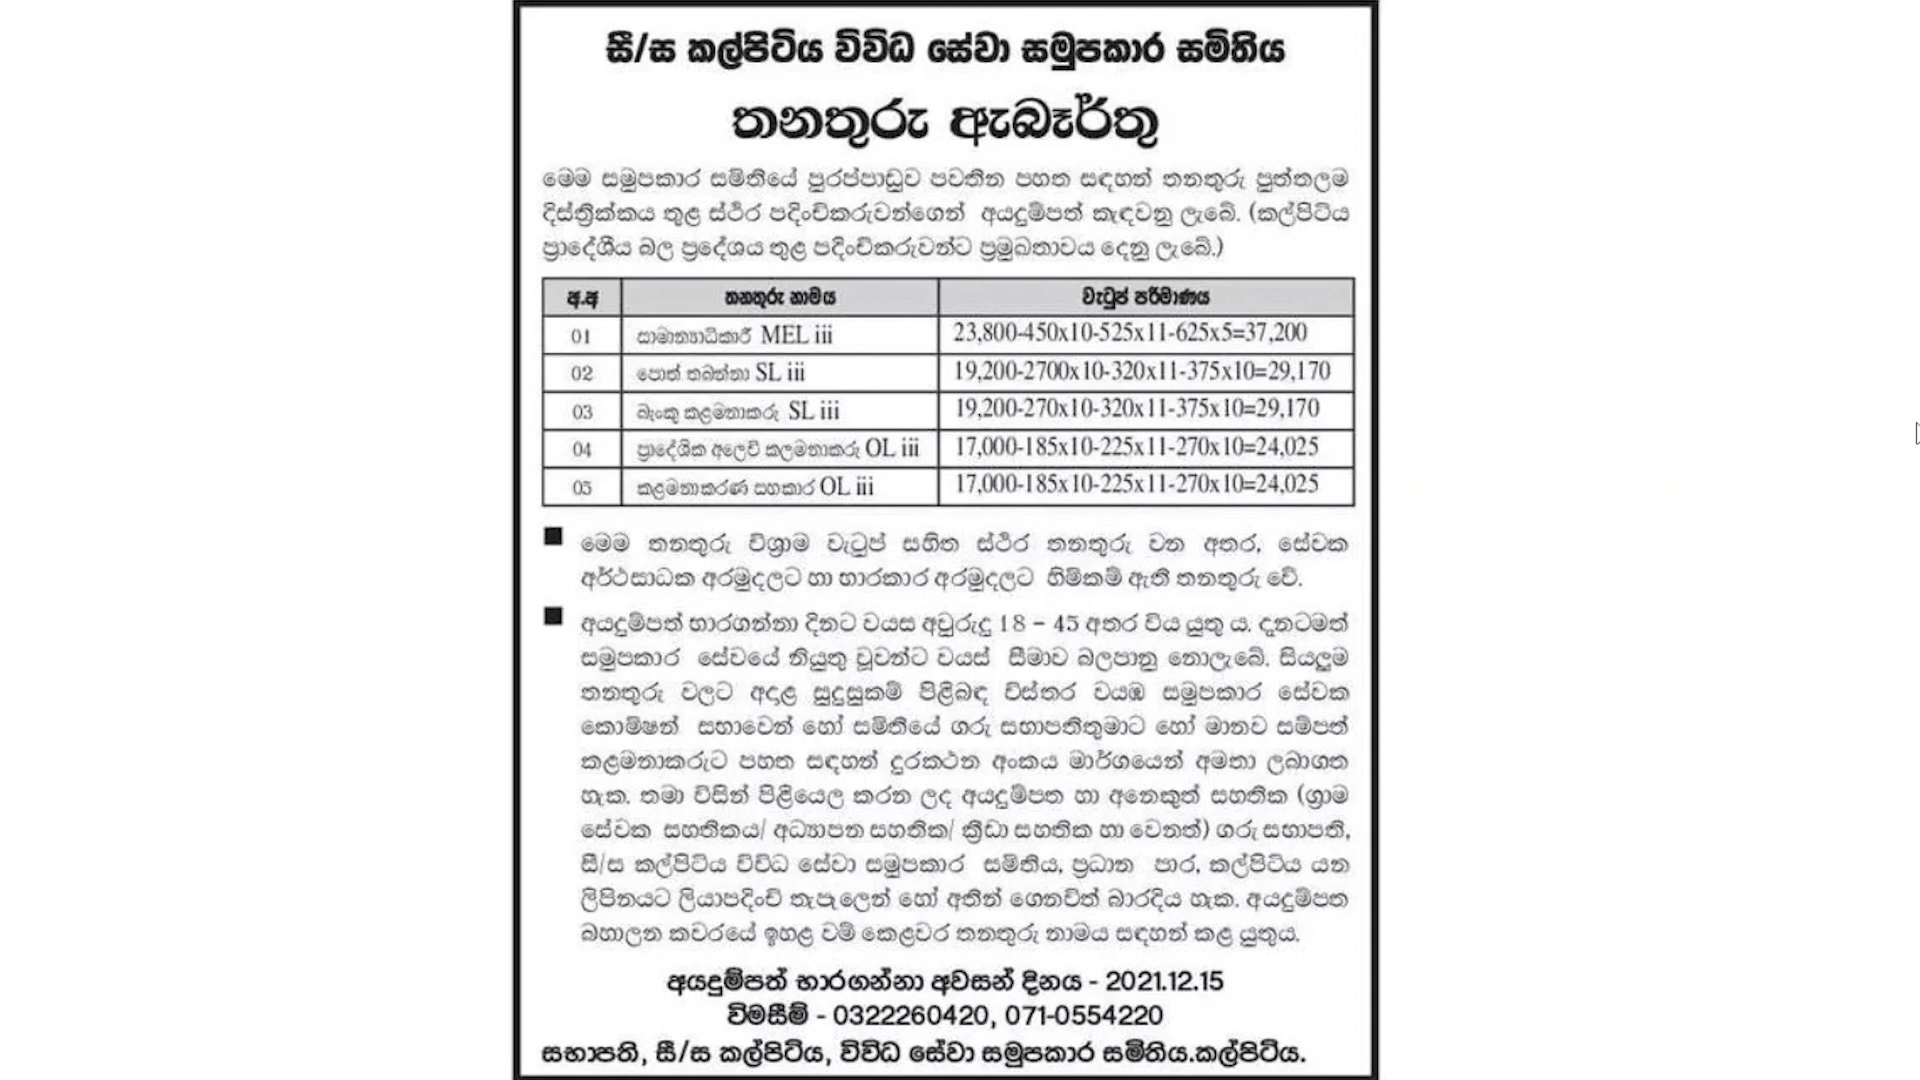 සී/ස කල්පිටිය විවිධ සේවා සමුපකාර සමිතිය
තනතුරු ඇබෑර්තු
මෙම සමුපකාර සමිතියේ පුරප්පාඩුව පවතින පහත සඳහන් තනතුරු පුත්තලම
දිස්ත්‍රික්කය තුළ ස්ථිර පදිංචිකරුවන්ගෙන් අයදුම්පත් කැඳවනු ලැබේ. (කල්පිටිය
ප්‍රාදේශීය බල ප්‍රදේශය තුළ පදිංචිකරුවන්ට ප්‍රමුඛතාවය දෙනු ලැබේ.)
අ.අ තනතුරු නාමය වැටුප් පරිමාණය
01 සාමාන්‍යාධිකාරී MEL iii 23,800-450x10-525x11-625x5=37,200
02 පොත් තබන්නා SL iii 19,200-2700x10-320x11-375x10=29,170
03 බැංකු කළමනාකරු SL iii 19,200-270x10-320x11-375x10=29,170
04 ප්‍රාදේශික අලෙවි කලමනාකරු OL iii 17,000-185x10-225x11-270x10=24,025
05 කළමනාකරණ සහකාර OL iii 17,000-185x10-225x11-270x10=24,025
■ මෙම තනතුරු විශ්‍රාම වැටුප් සහිත ස්ථිර තනතුරු වන අතර, සේවක
අර්ථසාධක අරමුදලට හා භාරකාර අරමුදලට හිමිකම් ඇති තනතුරු වේ.
■ අයදුම්පත් භාරගන්නා දිනට වයස අවුරුදු 18 – 45 අතර විය යුතු ය. දැනටමත්
සමුපකාර සේවයේ නියුතු වූවන්ට වයස් සීමාව බලපානු නොලැබේ. සියලුම
තනතුරු වලට අදාළ සුදුසුකම් පිළිබඳ විස්තර වයඹ සමුපකාර සේවක
කොමිෂන් සභාවෙන් හෝ සමිතියේ ගරු සභාපතිතුමාට හෝ මානව සම්පත්
කළමනාකරුට පහත සඳහන් දුරකථන අංකය මාර්ගයෙන් අමතා ලබාගත
හැක. තමා විසින් පිළියෙල කරන ලද අයදුම්පත හා අනෙකුත් සහතික (ග්‍රාම
සේවක සහතිකය/ අධ්‍යාපන සහතික/ ක්‍රීඩා සහතික හා වෙනත්) ගරු සභාපති,
සී/ස කල්පිටිය විවිධ සේවා සමුපකාර සමිතිය, ප්‍රධාන පාර, කල්පිටිය යන
ලිපිනයට ලියාපදිංචි තැපෑලෙන් හෝ අතින් ගෙනවිත් බාරදිය හැක. අයදුම්පත
බහාලන කවරයේ ඉහළ වම් කෙළවර තනතුරු නාමය සඳහන් කළ යුතුය.
අයදුම්පත් භාරගන්නා අවසන් දිනය - 2021.12.15
විමසීම් - 0322260420, 071-0554220
සභාපති, සී/ස කල්පිටිය, විවිධ සේවා සමුපකාර සමිතිය.කල්පිටිය.